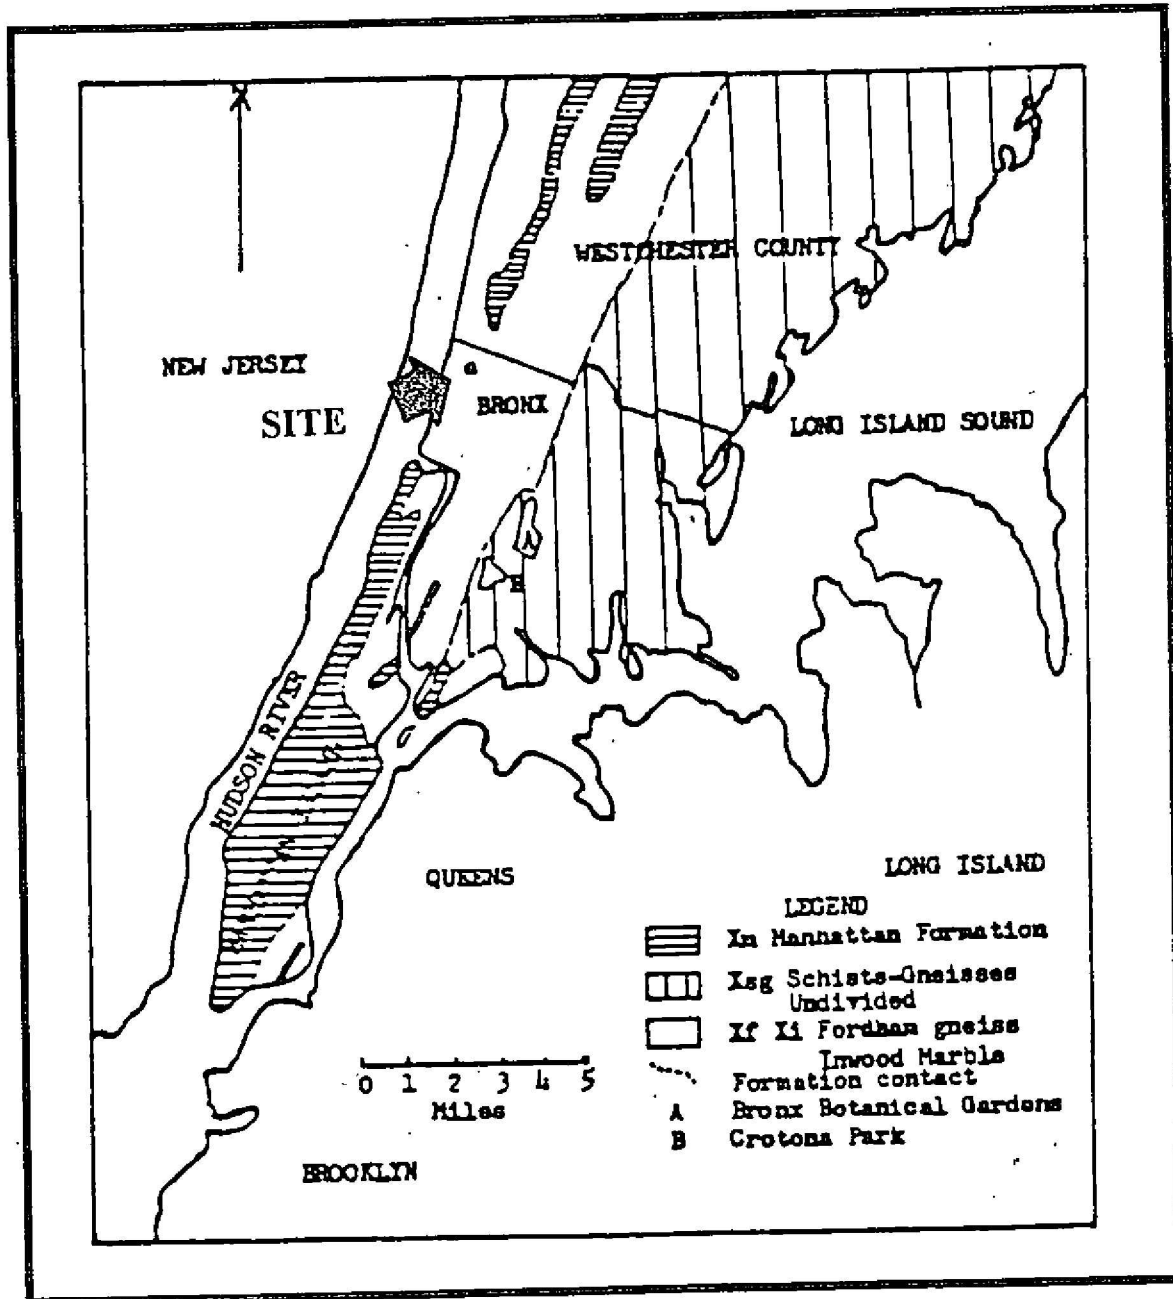 WESTCHESTER COUNTY
NEW JERSEY
SITE
BRONX
LONG ISLAND SOUND
A
B
HUDSON RIVER
QUEENS
LONG ISLAND
LEGEND
Xm Manhattan Formation
Xsg Schists-Gneisses
Undivided
Xf Xi Fordham gneiss
Inwood Marble
Formation contact
A Bronx Botanical Gardens
B Crotona Park
0 1 2 3 4 5
Miles
BROOKLYN